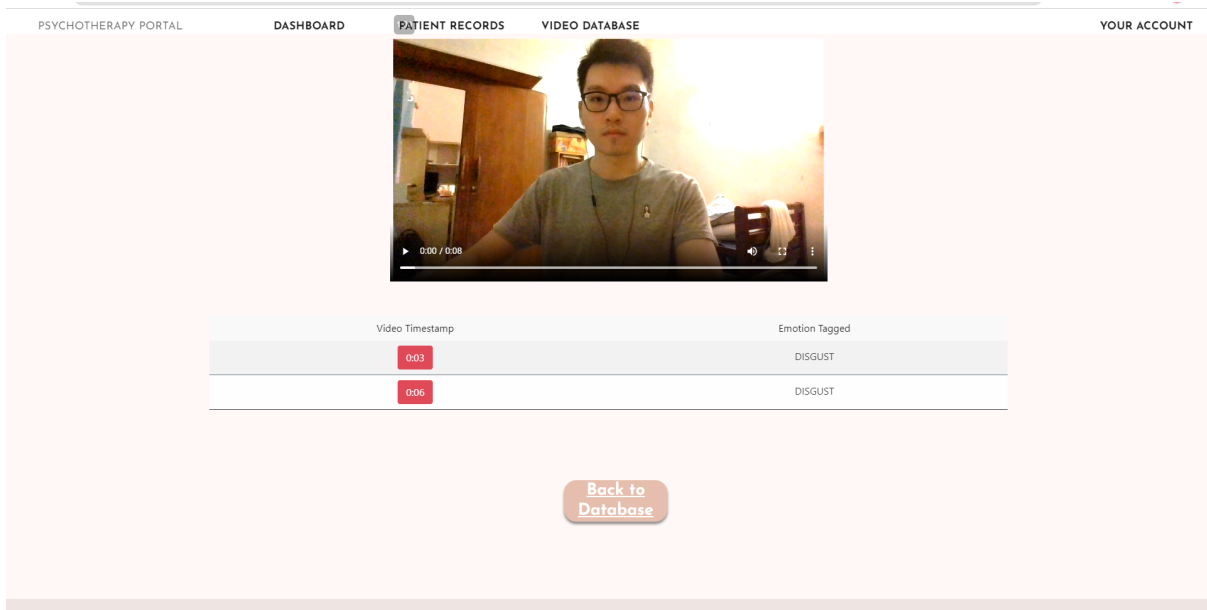 PSYCHOTHERAPY PORTAL DASHBOARD PATIENT RECORDS VIDEO DATABASE YOUR ACCOUNT
0:00 / 0:08
Video Timestamp Emotion Tagged
0:03 DISGUST
0:06 DISGUST
Back to
Database